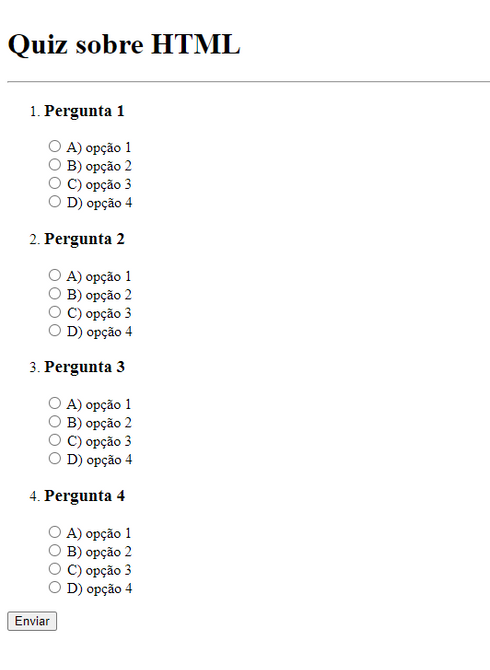 Quiz sobre HTML
1. Pergunta 1
A) opção 1
B) opção 2
C) opção 3
D) opção 4
2. Pergunta 2
A) opção 1
B) opção 2
C) opção 3
D) opção 4
3. Pergunta 3
A) opção 1
B) opção 2
C) opção 3
D) opção 4
4. Pergunta 4
A) opção 1
B) opção 2
C) opção 3
D) opção 4
Enviar